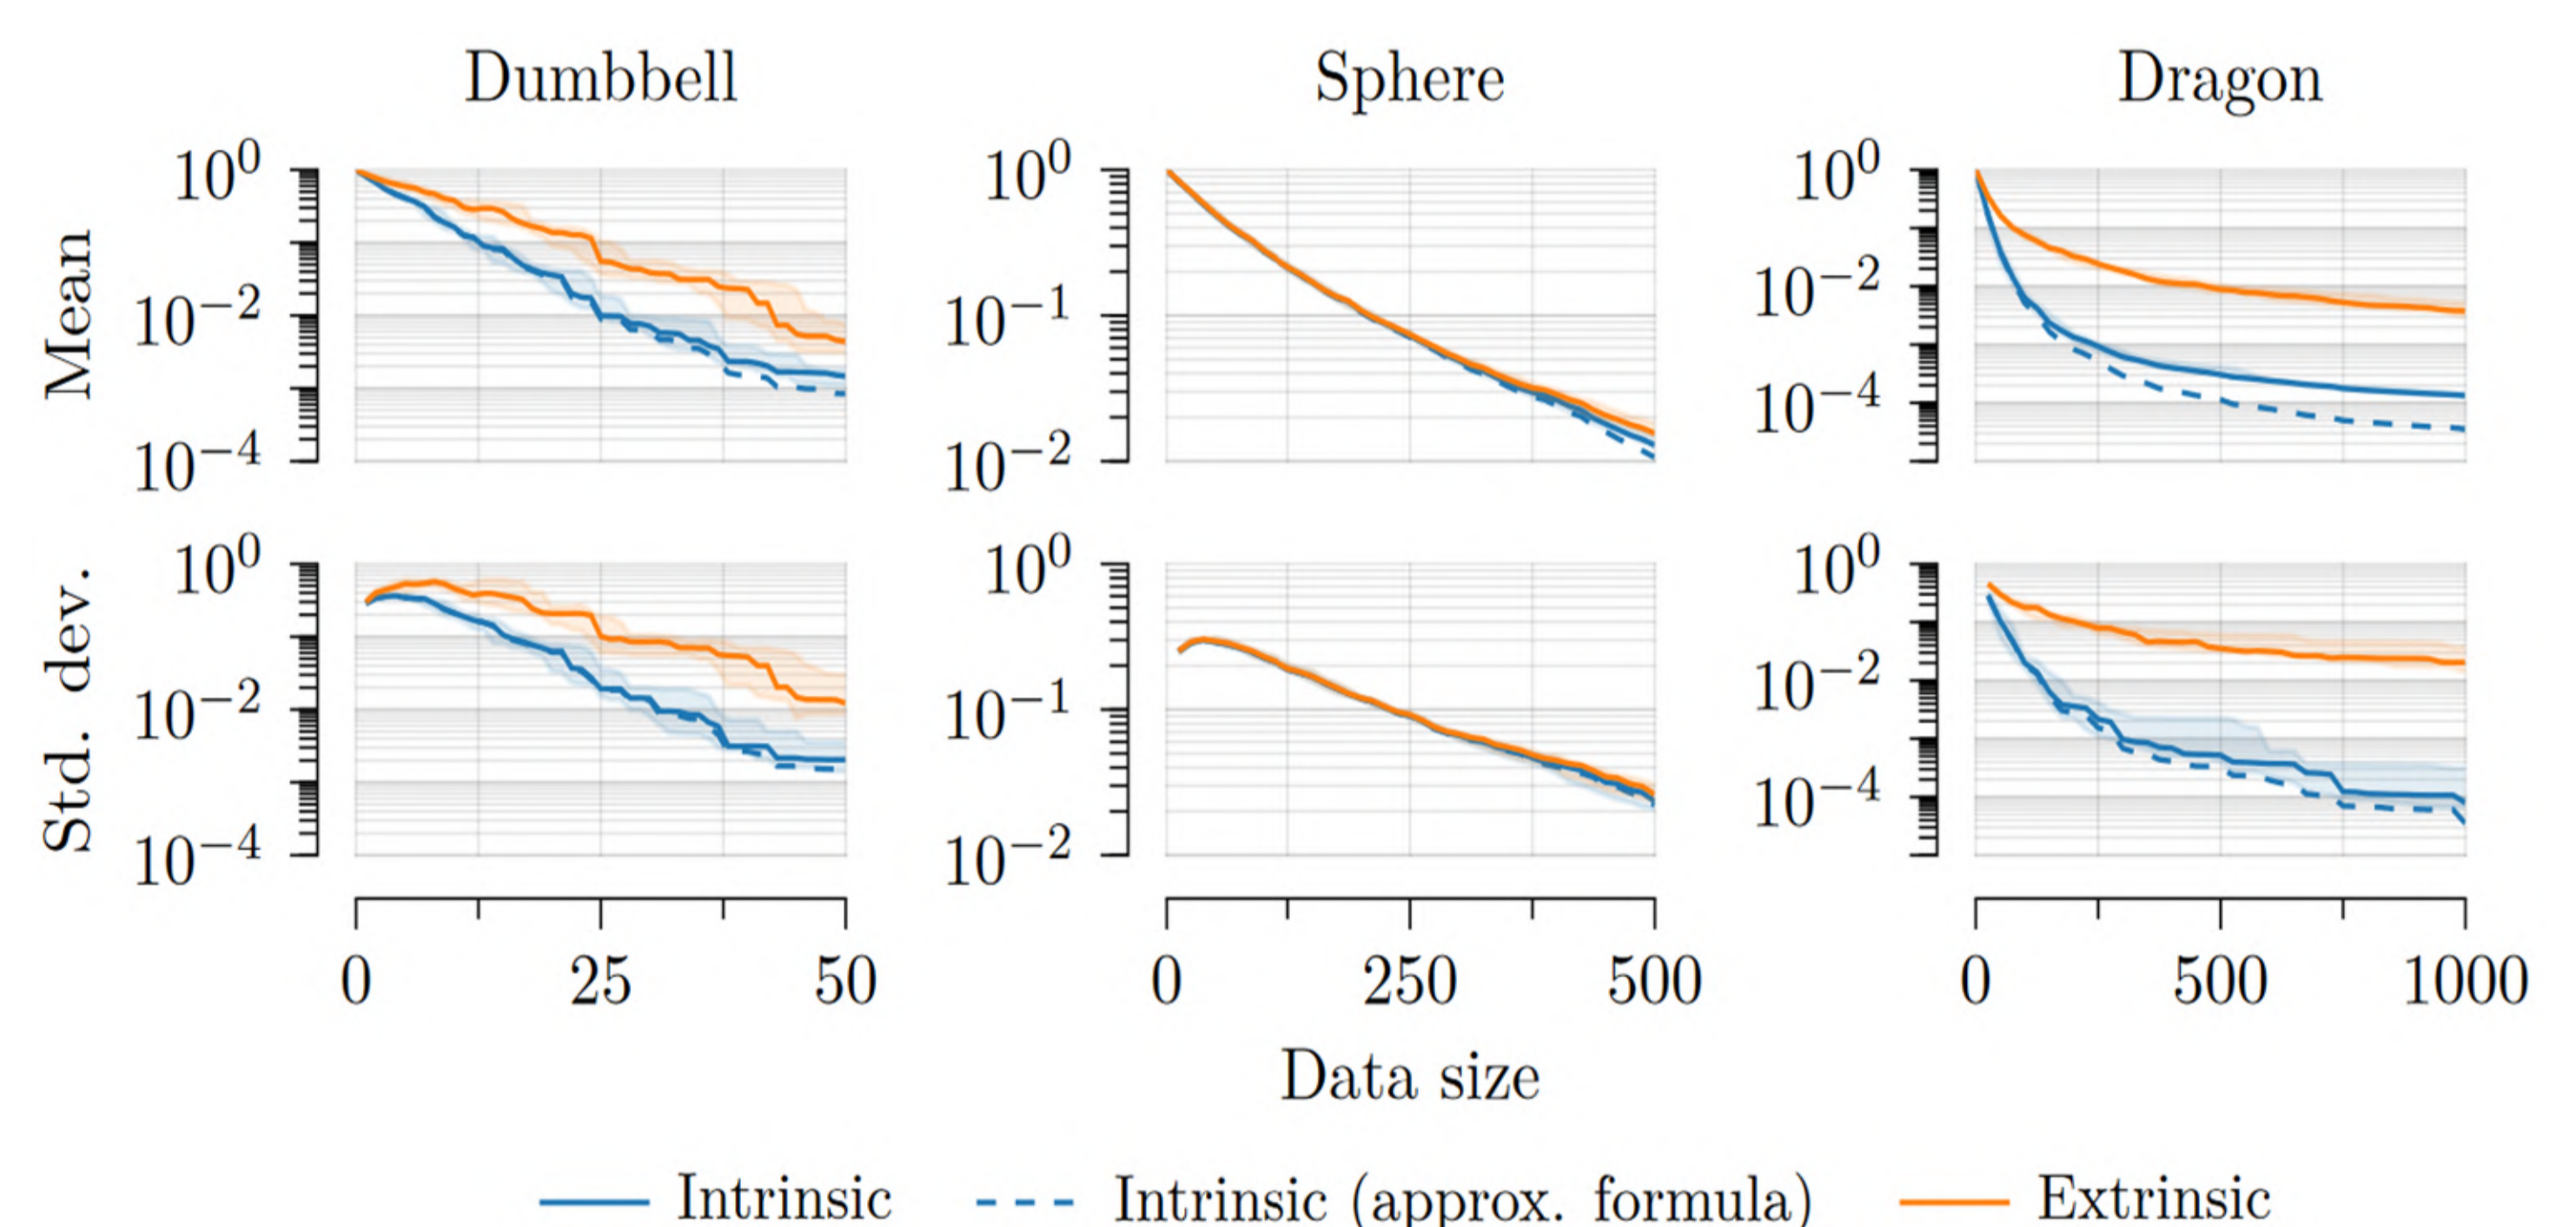 Dumbbell Sphere Dragon
Mean
10^0 10^0 10^0
10^−2 10^−1 10^−2
10^−4 10^−2 10^−4
Std. dev.
10^0 10^0 10^0
10^−2 10^−1 10^−2
10^−4 10^−2 10^−4
0 25 50 0 250 500 0 500 1000
Data size
Intrinsic Intrinsic (approx. formula) Extrinsic